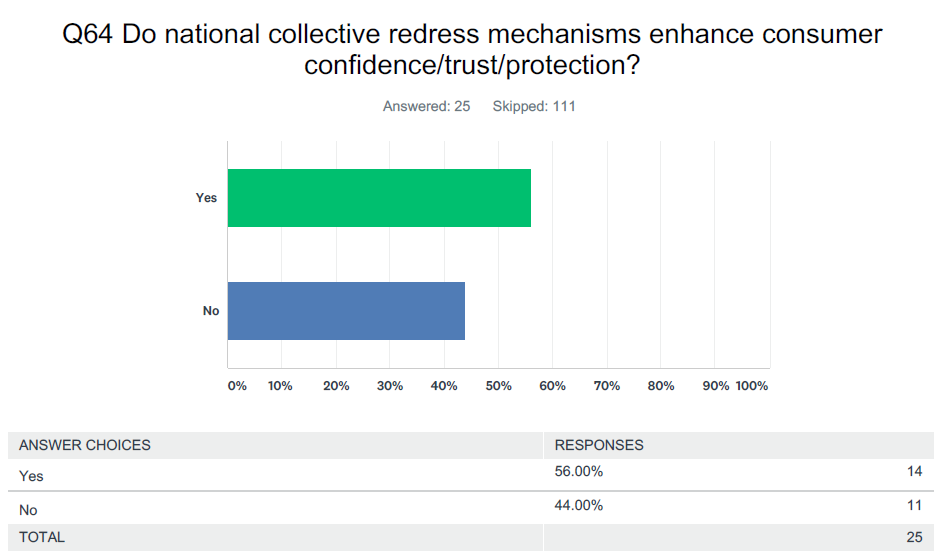 Q64 Do national collective redress mechanisms enhance consumer
confidence/trust/protection?
Answered: 25 Skipped: 111
Yes
No
0% 10% 20% 30% 40% 50% 60% 70% 80% 90% 100%
ANSWER CHOICES RESPONSES
Yes 56.00% 14
No 44.00% 11
TOTAL 25